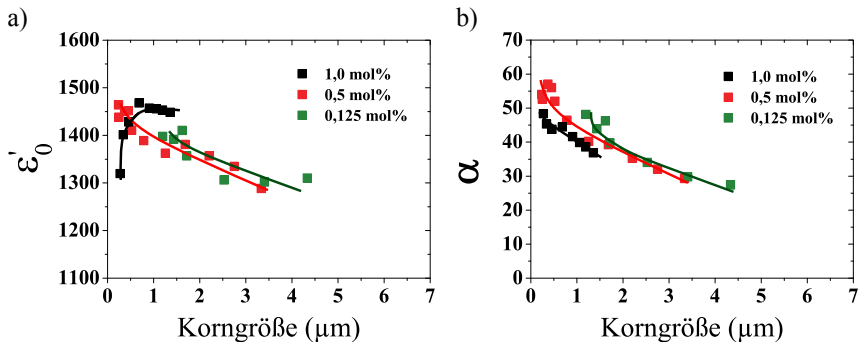 a)
1600
1500
1400
1300
1200
1100
0 1 2 3 4 5 6 7
ε'0
Korngröße (µm)
1,0 mol%
0,5 mol%
0,125 mol%
b)
70
60
50
40
30
20
10
0
0 1 2 3 4 5 6 7
α
Korngröße (µm)
1,0 mol%
0,5 mol%
0,125 mol%